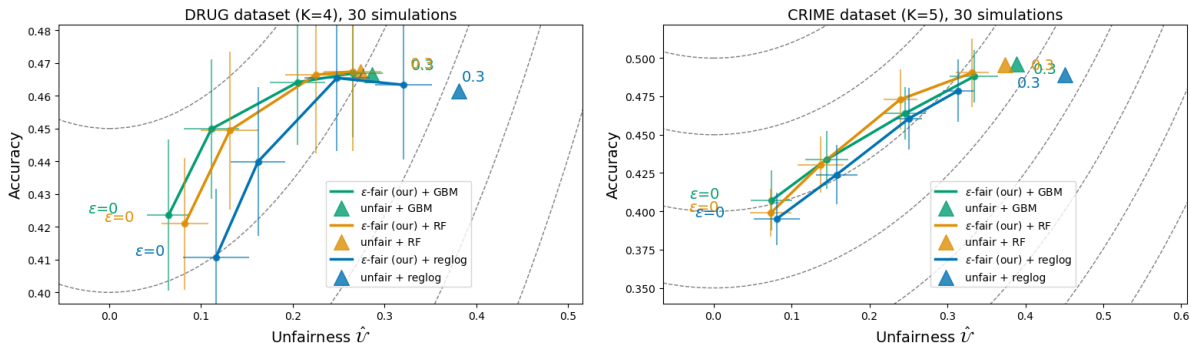 DRUG dataset (K=4), 30 simulations
Accuracy
0.48
0.47
0.46
0.45
0.44
0.43
0.42
0.41
0.40
0.3
0.3
0.3
ε=0
ε=0
ε=0
ε-fair (our) + GBM
unfair + GBM
ε-fair (our) + RF
unfair + RF
ε-fair (our) + reglog
unfair + reglog
0.0 0.1 0.2 0.3 0.4 0.5
Unfairness 𝒰̂
CRIME dataset (K=5), 30 simulations
Accuracy
0.500
0.475
0.450
0.425
0.400
0.375
0.350
0.3
0.3
0.3
ε=0
ε=0
ε=0
ε-fair (our) + GBM
unfair + GBM
ε-fair (our) + RF
unfair + RF
ε-fair (our) + reglog
unfair + reglog
0.0 0.1 0.2 0.3 0.4 0.5 0.6
Unfairness 𝒰̂